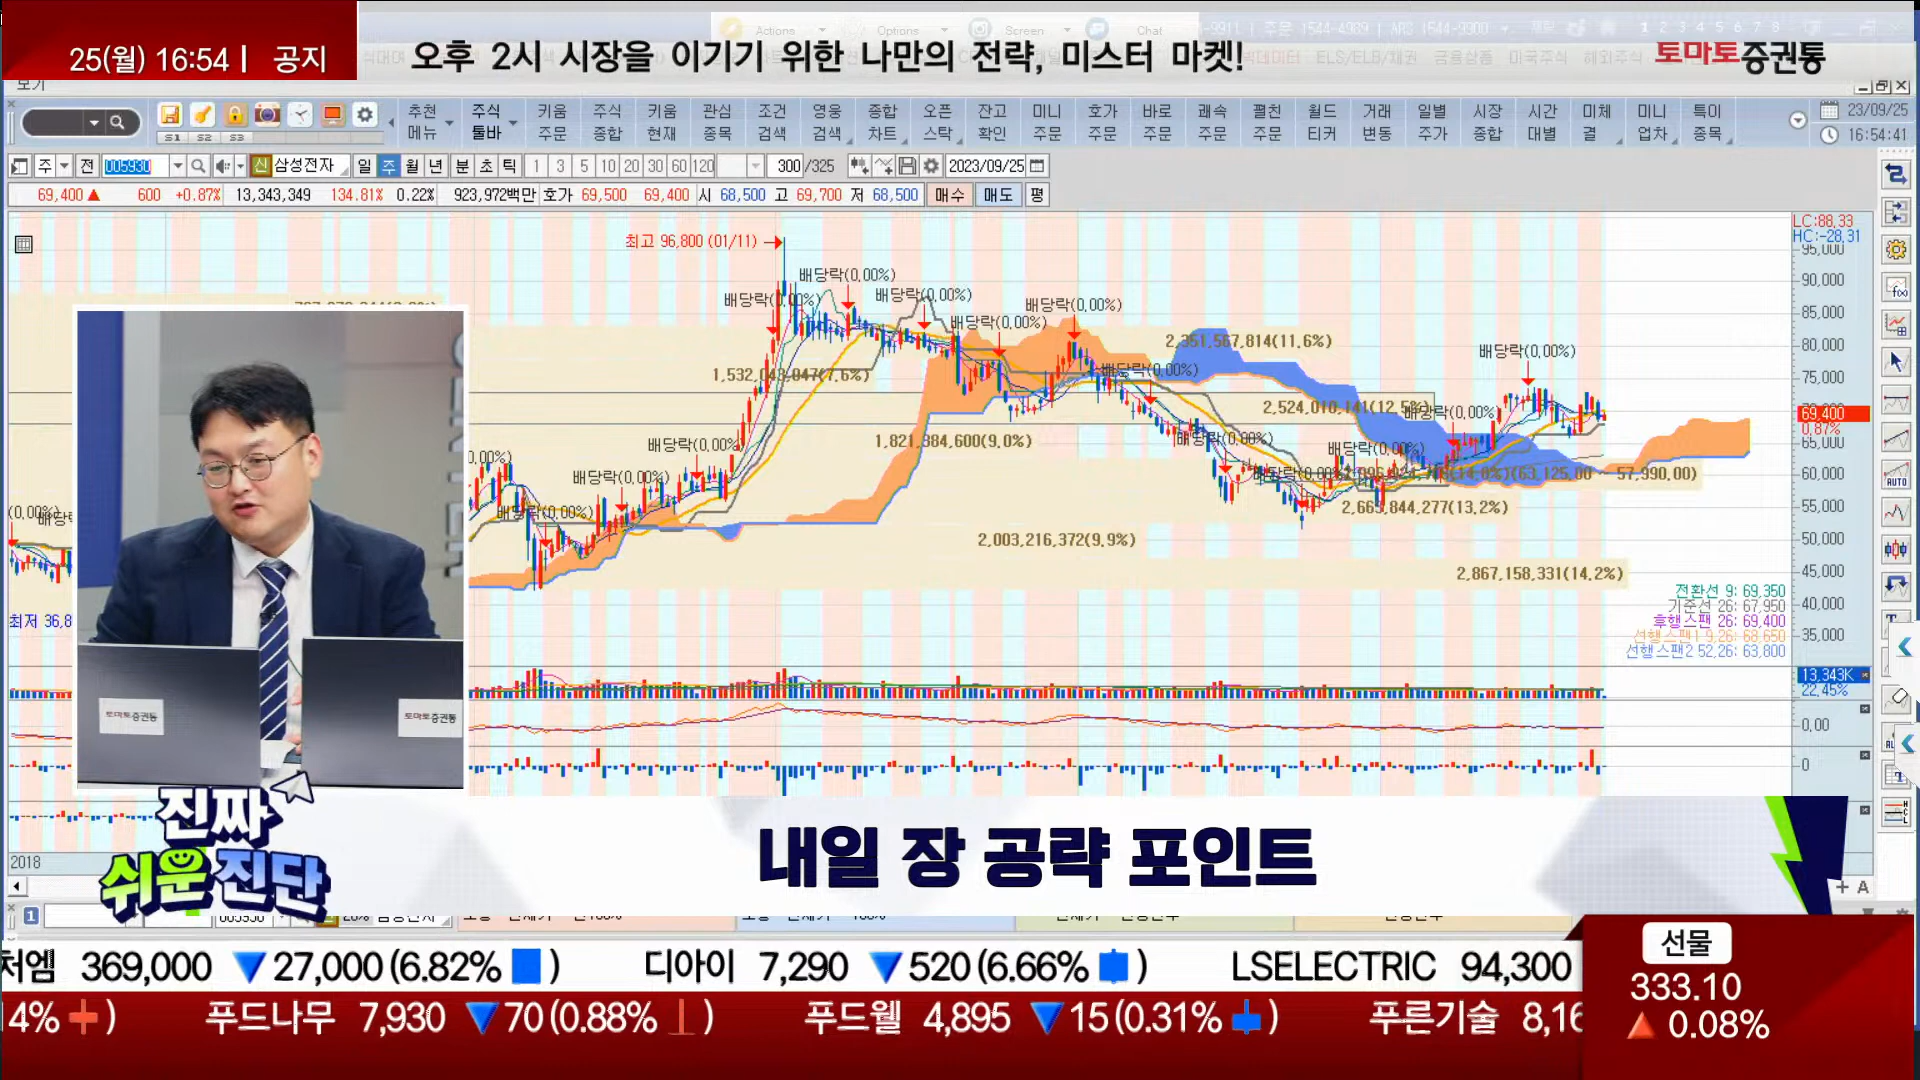 25(월) 16:54 | 공지
오후 2시 시장을 이기기 위한 나만의 전략, 미스터 마켓!
토마토증권통
Actions Options Screen Chat
보기
추천 메뉴 주식 툴바 키움 주문 주식 종합 키움 현재 관심 종목 조건 검색 영웅 검색 종합 차트 오픈 스탁 잔고 확인 미니 주문 호가 주문 바로 주문 쾌속 주문 펼친 주문 월드 티커 거래 변동 일별 주가 시장 종합 시간 대별 미체 결 미니 업차 특이 종목
S1 S2 S3
23/09/25
16:54:41
주 전 005930 신 삼성전자 일 주 월 년 분 초 틱 1 3 5 10 20 30 60 120 300 /325 2023/09/25
69,400 ▲ 600 +0.87% 13,343,349 134.81% 0.22% 923,972백만 호가 69,500 69,400 시 68,500 고 69,700 저 68,500 매수 매도 평
LC:88.33
HC:-28.31
95,000
90,000
85,000
80,000
75,000
69,400
0.87%
65,000
60,000
55,000
50,000
45,000
40,000
35,000
최고 96,800 (01/11)
배당락(0.00%)
배당락(0.00%)
배당락(0.00%)
배당락(0.00%)
배당락(0.00%)
배당락(0.00%)
배당락(0.00%)
배당락(0.00%)
배당락(0.00%)
배당락(0.00%)
배당락(0.00%)
배당락(0.00%)
배당락(0.00%)
2,351,567,814(11.6%)
1,532,043,047(7.6%)
2,524,010,141(12.5%)
1,821,384,600(9.0%)
57,990.00)
2,665,844,277(13.2%)
2,003,216,372(9.9%)
2,867,158,331(14.2%)
최저 36,8
전환선 9: 69,350
기준선 26: 67,950
후행스팬 26: 69,400
선행스팬1 9,26: 68,650
선행스팬2 52,26: 63,800
13,343K
22.45%
0.00
0
2018
토마토증권통
토마토증권통
진짜
쉬운 진단
내일 장 공략 포인트
처엠 369,000 ▼27,000(6.82% ) 디아이 7,290 ▼520(6.66% ) LSELECTRIC 94,300
4% ) 푸드나무 7,930 ▼70(0.88% ) 푸드웰 4,895 ▼15(0.31% ) 푸른기술 8,16
선물
333.10
▲ 0.08%